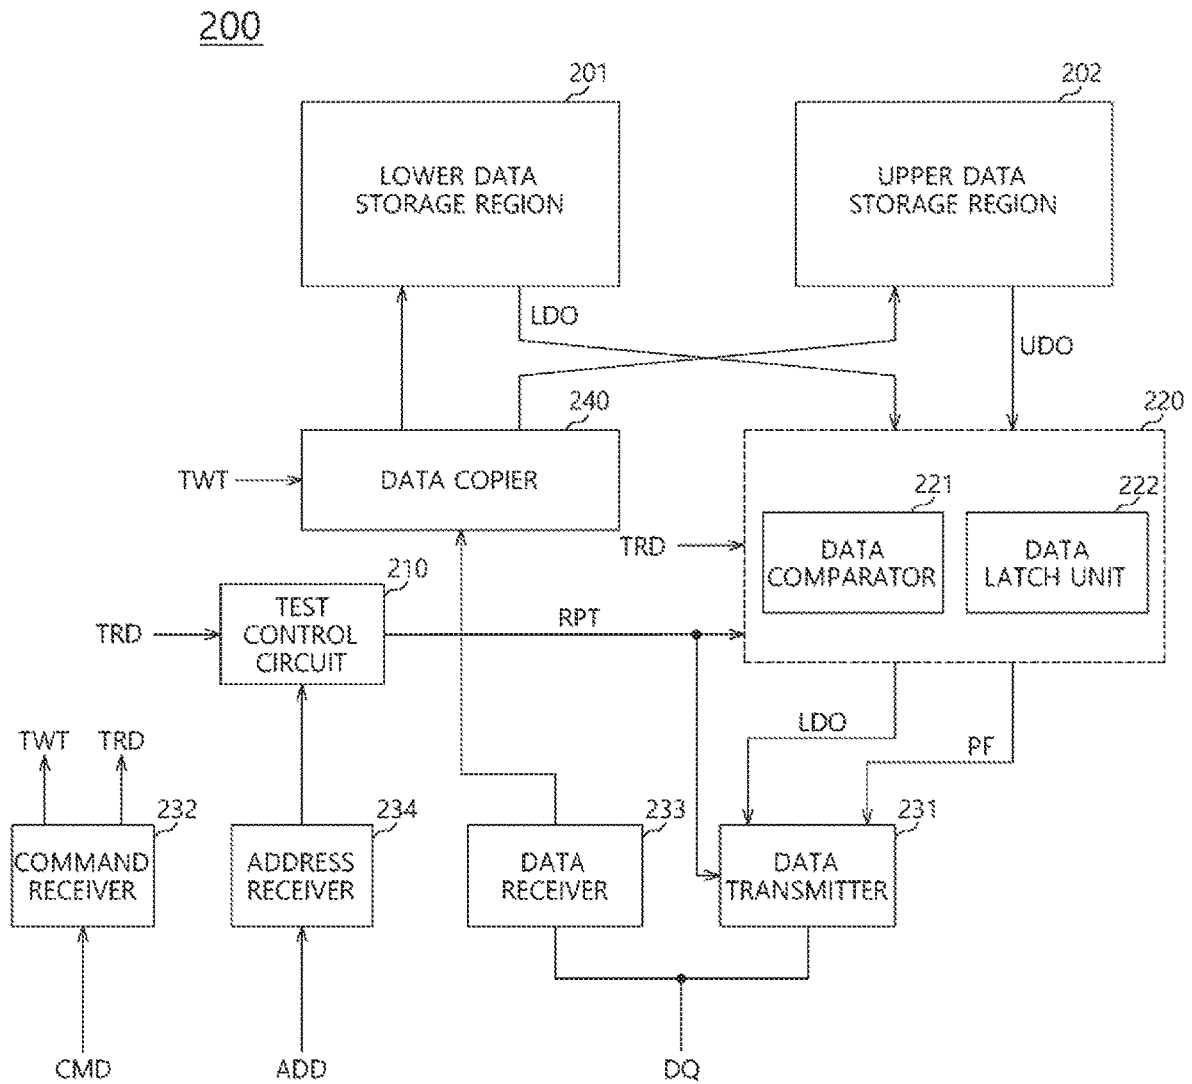 200
201
202
LOWER DATA
STORAGE REGION
UPPER DATA
STORAGE REGION
LDO
UDO
240
220
TWT
DATA COPIER
221
222
TRD
DATA
COMPARATOR
DATA
LATCH UNIT
210
TRD
TEST
CONTROL
CIRCUIT
RPT
LDO
PF
TWT
TRD
232
234
233
231
COMMAND
RECEIVER
ADDRESS
RECEIVER
DATA
RECEIVER
DATA
TRANSMITTER
CMD
ADD
DQ